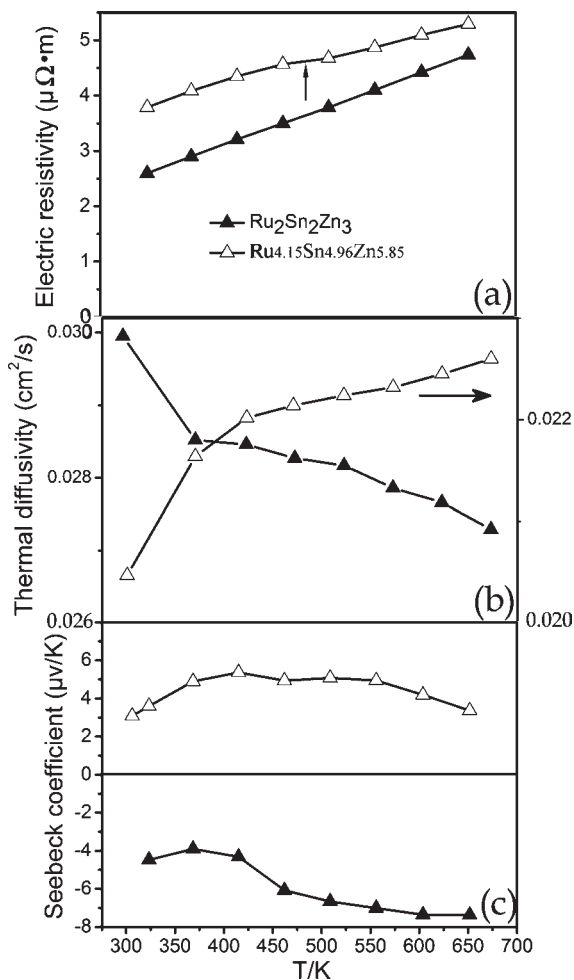 Electric resistivity (μΩ•m)
5
4
3
2
1
0
Ru2Sn2Zn3
Ru4.15Sn4.96Zn5.85
(a)
Thermal diffusivity (cm²/s)
0.030
0.028
0.026
0.022
0.020
(b)
Seebeck coefficient (μv/K)
6
4
2
0
-2
-4
-6
-8
(c)
300 350 400 450 500 550 600 650 700
T/K